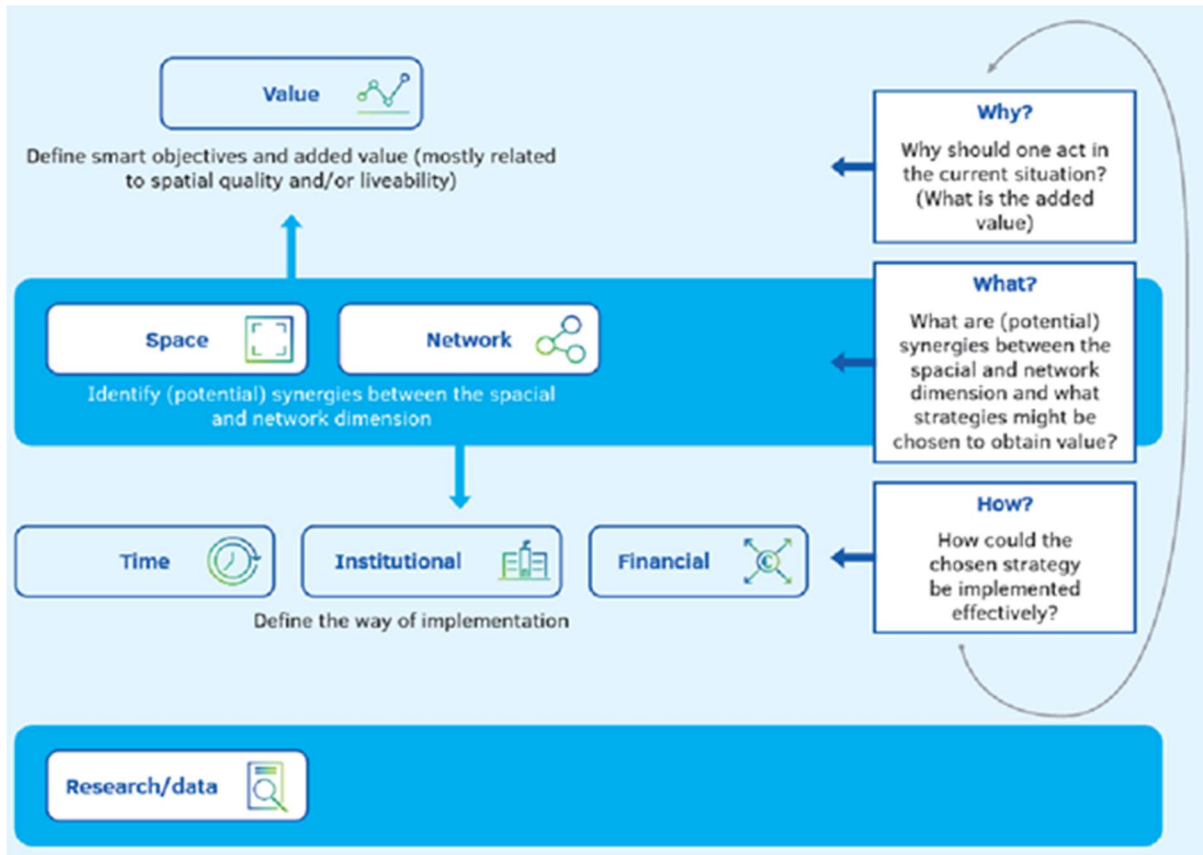 Value
Define smart objectives and added value (mostly related
to spatial quality and/or liveability)
Why?
Why should one act in
the current situation?
(What is the added
value)
Space
Network
Identify (potential) synergies between the spacial
and network dimension
What?
What are (potential)
synergies between the
spacial and network
dimension and what
strategies might be
chosen to obtain value?
Time
Institutional
Financial
€
Define the way of implementation
How?
How could the
chosen strategy
be implemented
effectively?
Research/data